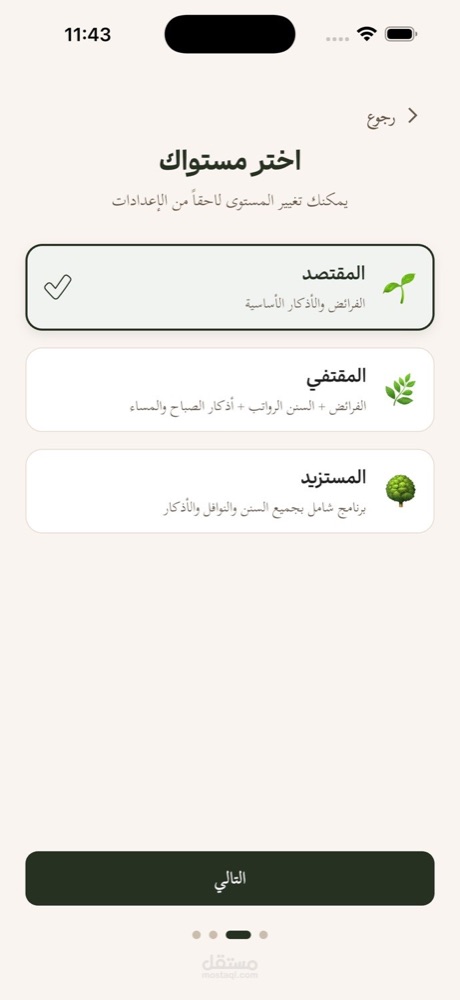 11:43
رجوع
اختر مستواك
يمكنك تغيير المستوى لاحقاً من الإعدادات
المقتصد
الفرائض والأذكار الأساسية
المقتفي
الفرائض + السنن الرواتب + أذكار الصباح والمساء
المستزيد
برنامج شامل بجميع السنن والنوافل والأذكار
التالي
مستقل
mostaql.com